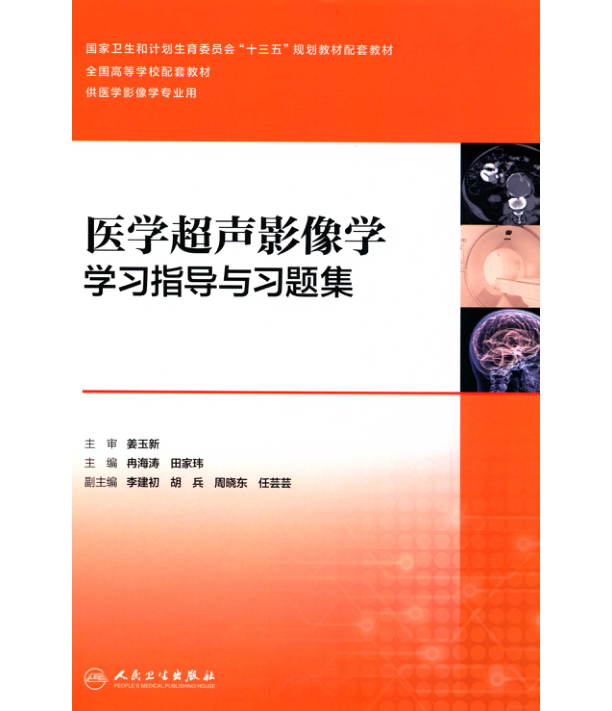 国家卫生和计划生育委员会“十三五”规划教材配套教材
全国高等学校配套教材
供医学影像学专业用
医学超声影像学
学习指导与习题集
主 审 姜玉新
主 编 冉海涛 田家玮
副主编 李建初 胡 兵 周晓东 任芸芸
人民卫生出版社
PEOPLE'S MEDICAL PUBLISHING HOUSE